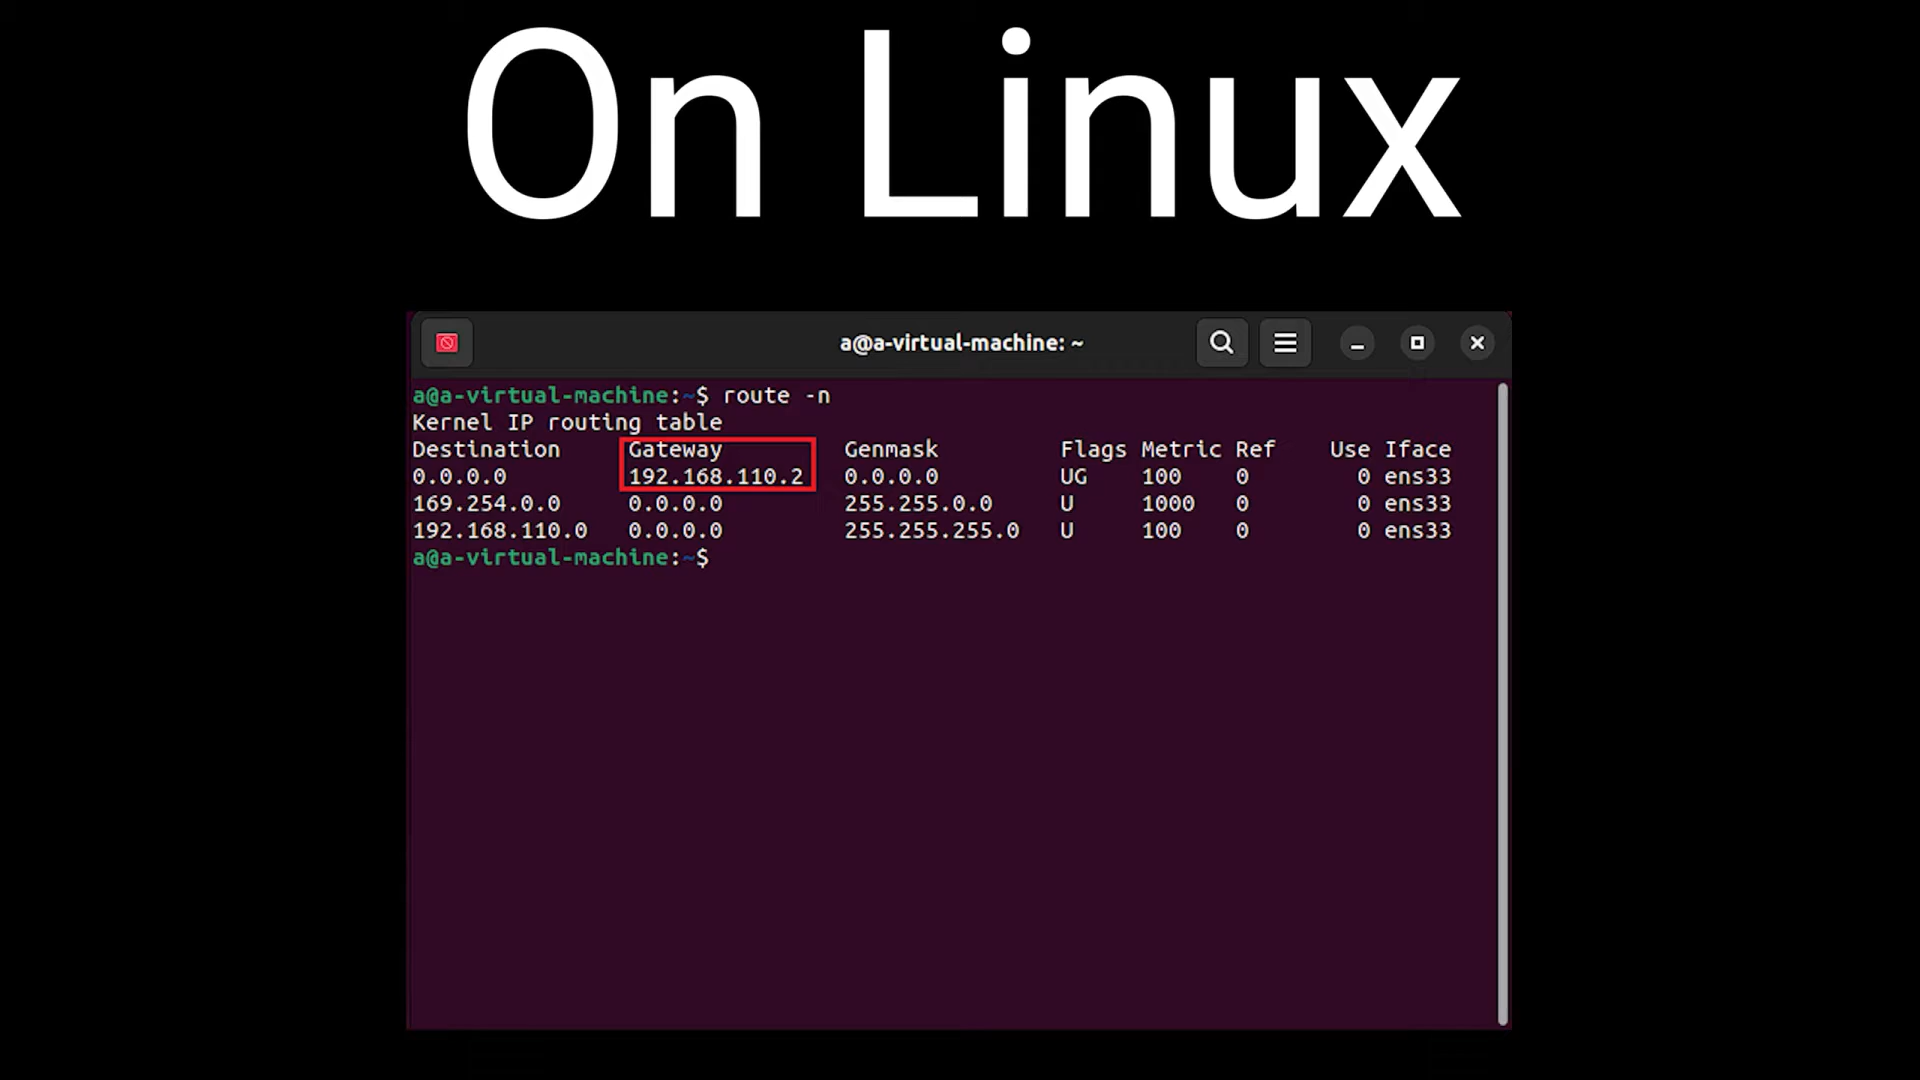 On Linux
a@a-virtual-machine: ~
a@a-virtual-machine:~$ route -n
Kernel IP routing table
Destination Gateway Genmask Flags Metric Ref Use Iface
0.0.0.0 192.168.110.2 0.0.0.0 UG 100 0 0 ens33
169.254.0.0 0.0.0.0 255.255.0.0 U 1000 0 0 ens33
192.168.110.0 0.0.0.0 255.255.255.0 U 100 0 0 ens33
a@a-virtual-machine:~$